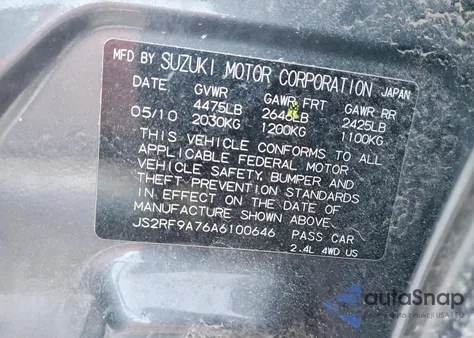 MFD BY SUZUKI MOTOR CORPORATION JAPAN
DATE GVWR GAWR FRT GAWR RR
4475LB 2646LB 2425LB
05/10 2030KG 1200KG 1100KG
THIS VEHICLE CONFORMS TO ALL
APPLICABLE FEDERAL MOTOR
VEHICLE SAFETY, BUMPER AND
THEFT PREVENTION STANDARDS
IN EFFECT ON THE DATE OF
MANUFACTURE SHOWN ABOVE.
JS2RF9A76A6100646 PASS CAR
2.4L 4WD US
autoSnap